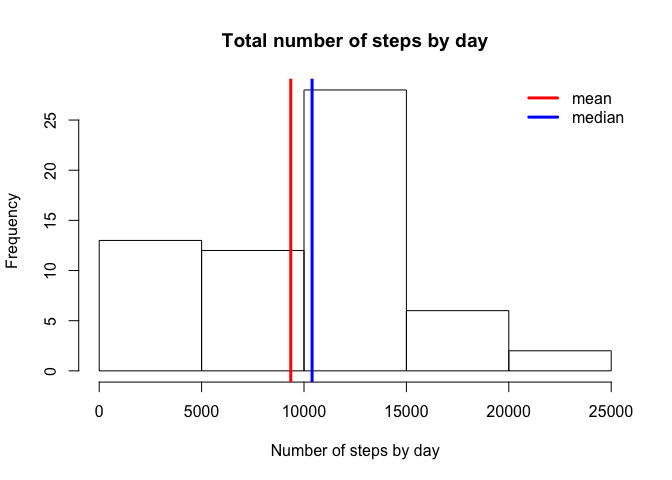 Total number of steps by day
mean
median
Frequency
25
20
15
10
5
0
0 5000 10000 15000 20000 25000
Number of steps by day